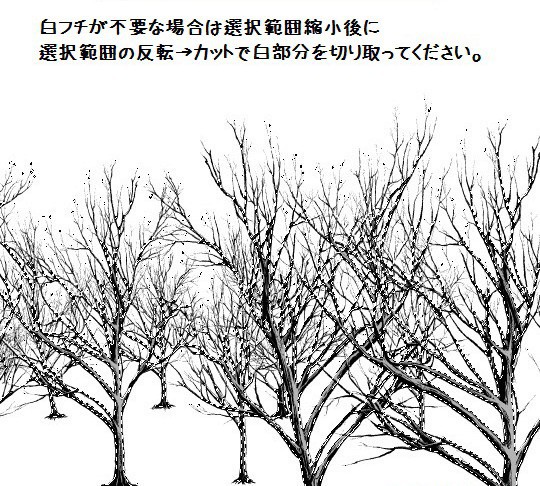 白フチが不要な場合は選択範囲縮小後に
選択範囲の反転→カットで白部分を切り取ってください。